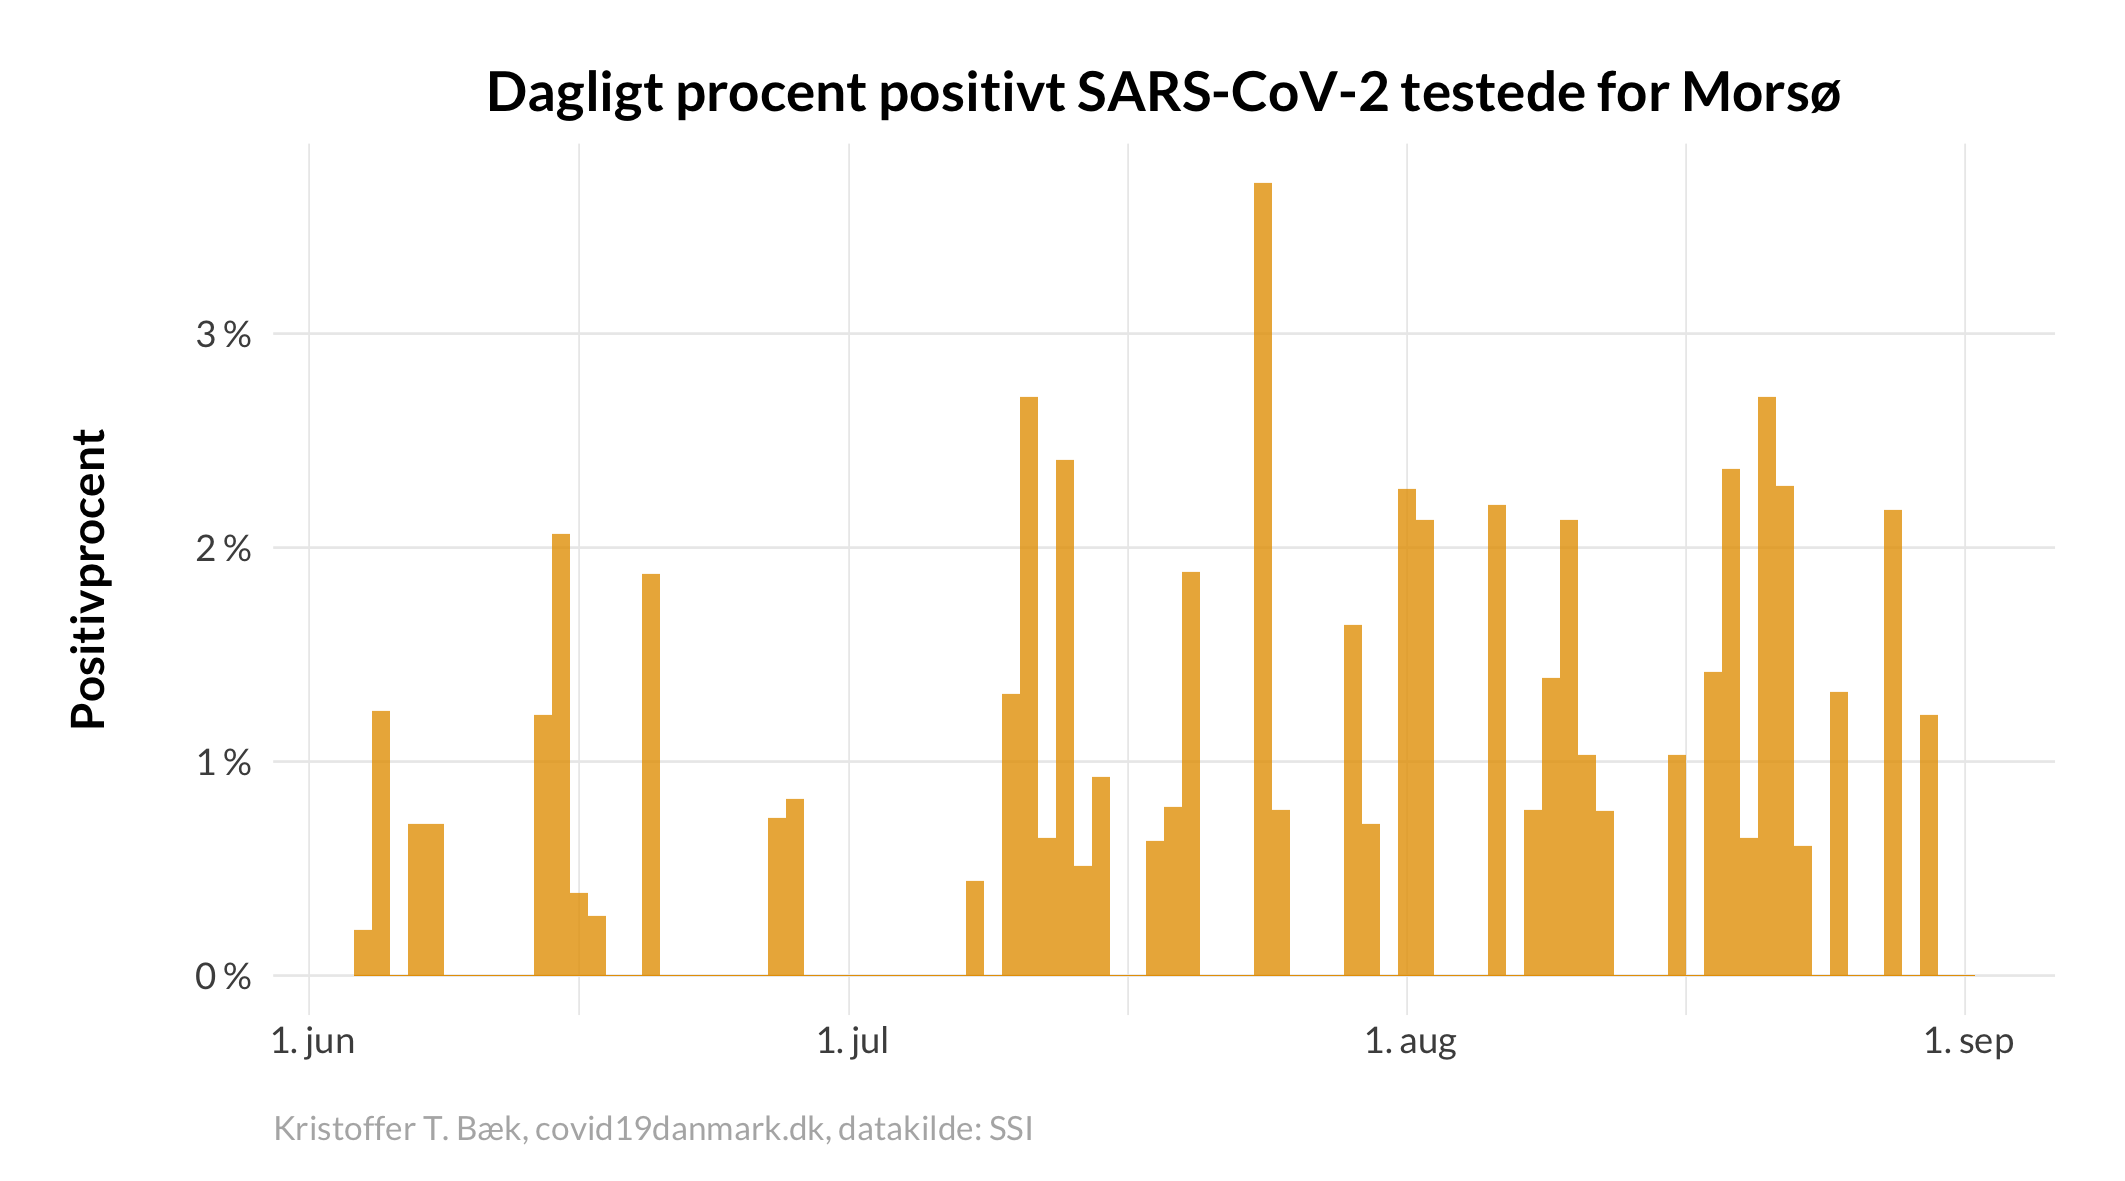 Dagligt procent positivt SARS-CoV-2 testede for Morsø
Positivprocent
3 %
2 %
1 %
0 %
1. jun
1. jul
1. aug
1. sep
Kristoffer T. Bæk, covid19danmark.dk, datakilde: SSI